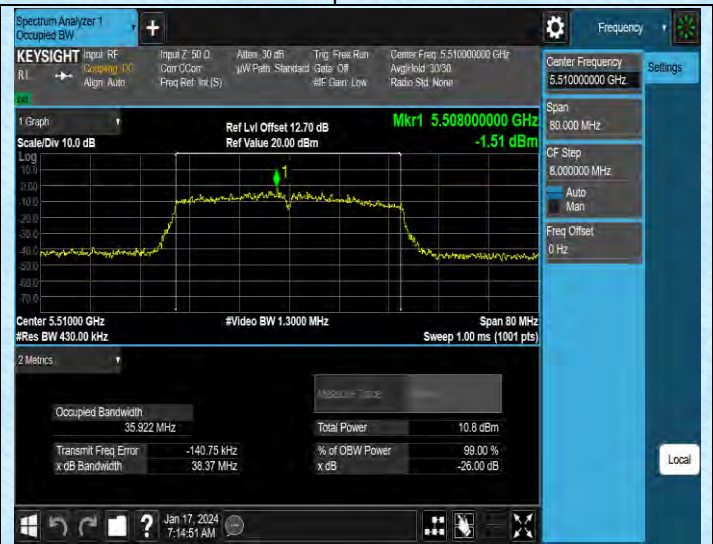 Spectrum Analyzer 1
Occupied BW
Frequency
KEYSIGHT
RL
Input: RF
Coupling: DC
Align: Auto
Input Z: 50 Ω
Corr CCorr
Freq Ref: Int (S)
Atten: 30 dB
µW Path: Standard
Trig: Free Run
Gate: Off
#IF Gain: Low
Center Freq: 5.510000000 GHz
Avg|Hold: 30/30
Radio Std: None
Center Frequency
5.510000000 GHz
Settings
Span
80.000 MHz
CF Step
8.000000 MHz
Auto
Man
Freq Offset
0 Hz
1 Graph
Scale/Div 10.0 dB
Ref Lvl Offset 12.70 dB
Ref Value 20.00 dBm
Mkr1 5.508000000 GHz
-1.51 dBm
Log
10.0
0.00
-10.0
-20.0
-30.0
-40.0
-50.0
-60.0
-70.0
1
Center 5.51000 GHz
#Res BW 430.00 kHz
#Video BW 1.3000 MHz
Span 80 MHz
Sweep 1.00 ms (1001 pts)
2 Metrics
Measure Trace
Occupied Bandwidth
35.922 MHz
Total Power
10.8 dBm
Transmit Freq Error
-140.75 kHz
% of OBW Power
99.00 %
x dB Bandwidth
38.37 MHz
x dB
-26.00 dB
Local
?
Jan 17, 2024
7:14:51 AM